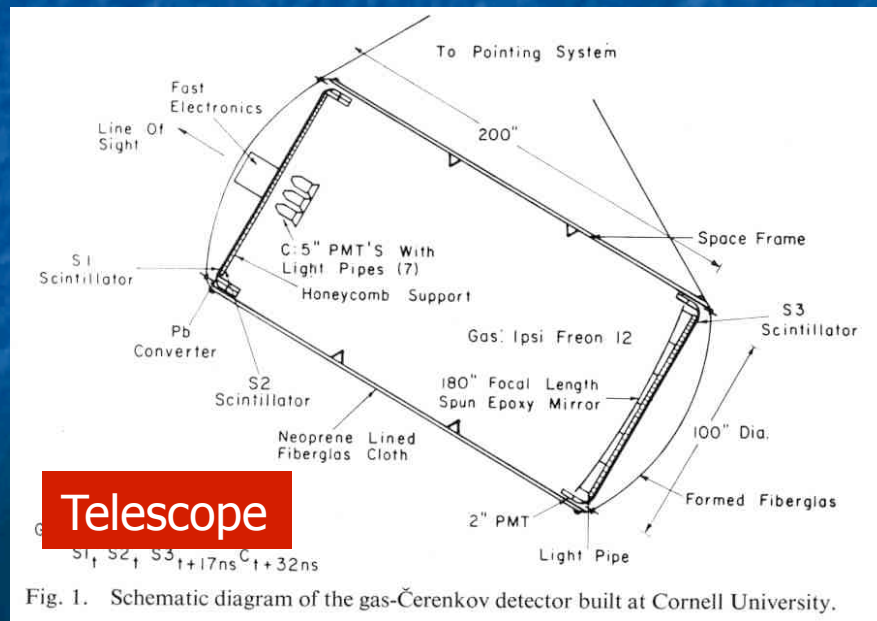 To Pointing System
Fast
Electronics
Line Of
Sight
200"
C:5" PMT'S With
Light Pipes (7)
Space Frame
S1
Scintillator
Honeycomb Support
S3
Scintillator
Pb
Converter
Gas: 1psi Freon 12
S2
Scintillator
180" Focal Length
Spun Epoxy Mirror
Neoprene Lined
Fiberglas Cloth
100" Dia.
Telescope
2" PMT
Formed Fiberglas
Light Pipe
S1t S2t S3t+17ns Ct+32ns
Fig. 1. Schematic diagram of the gas-Čerenkov detector built at Cornell University.